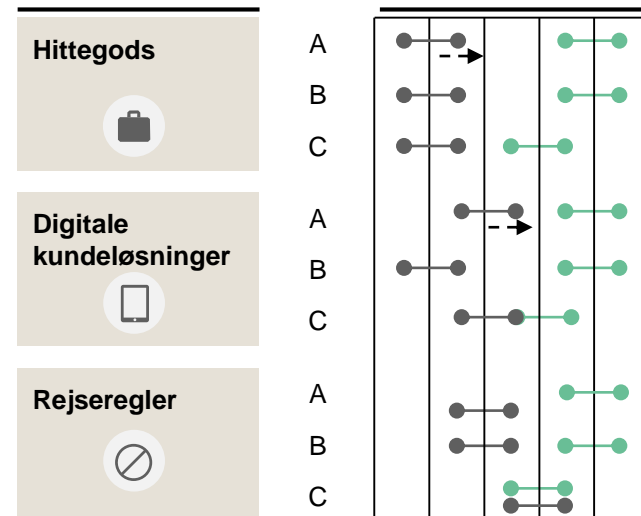 Hittegods
A
B
C
Digitale
kundeløsninger
A
B
C
Rejseregler
A
B
C